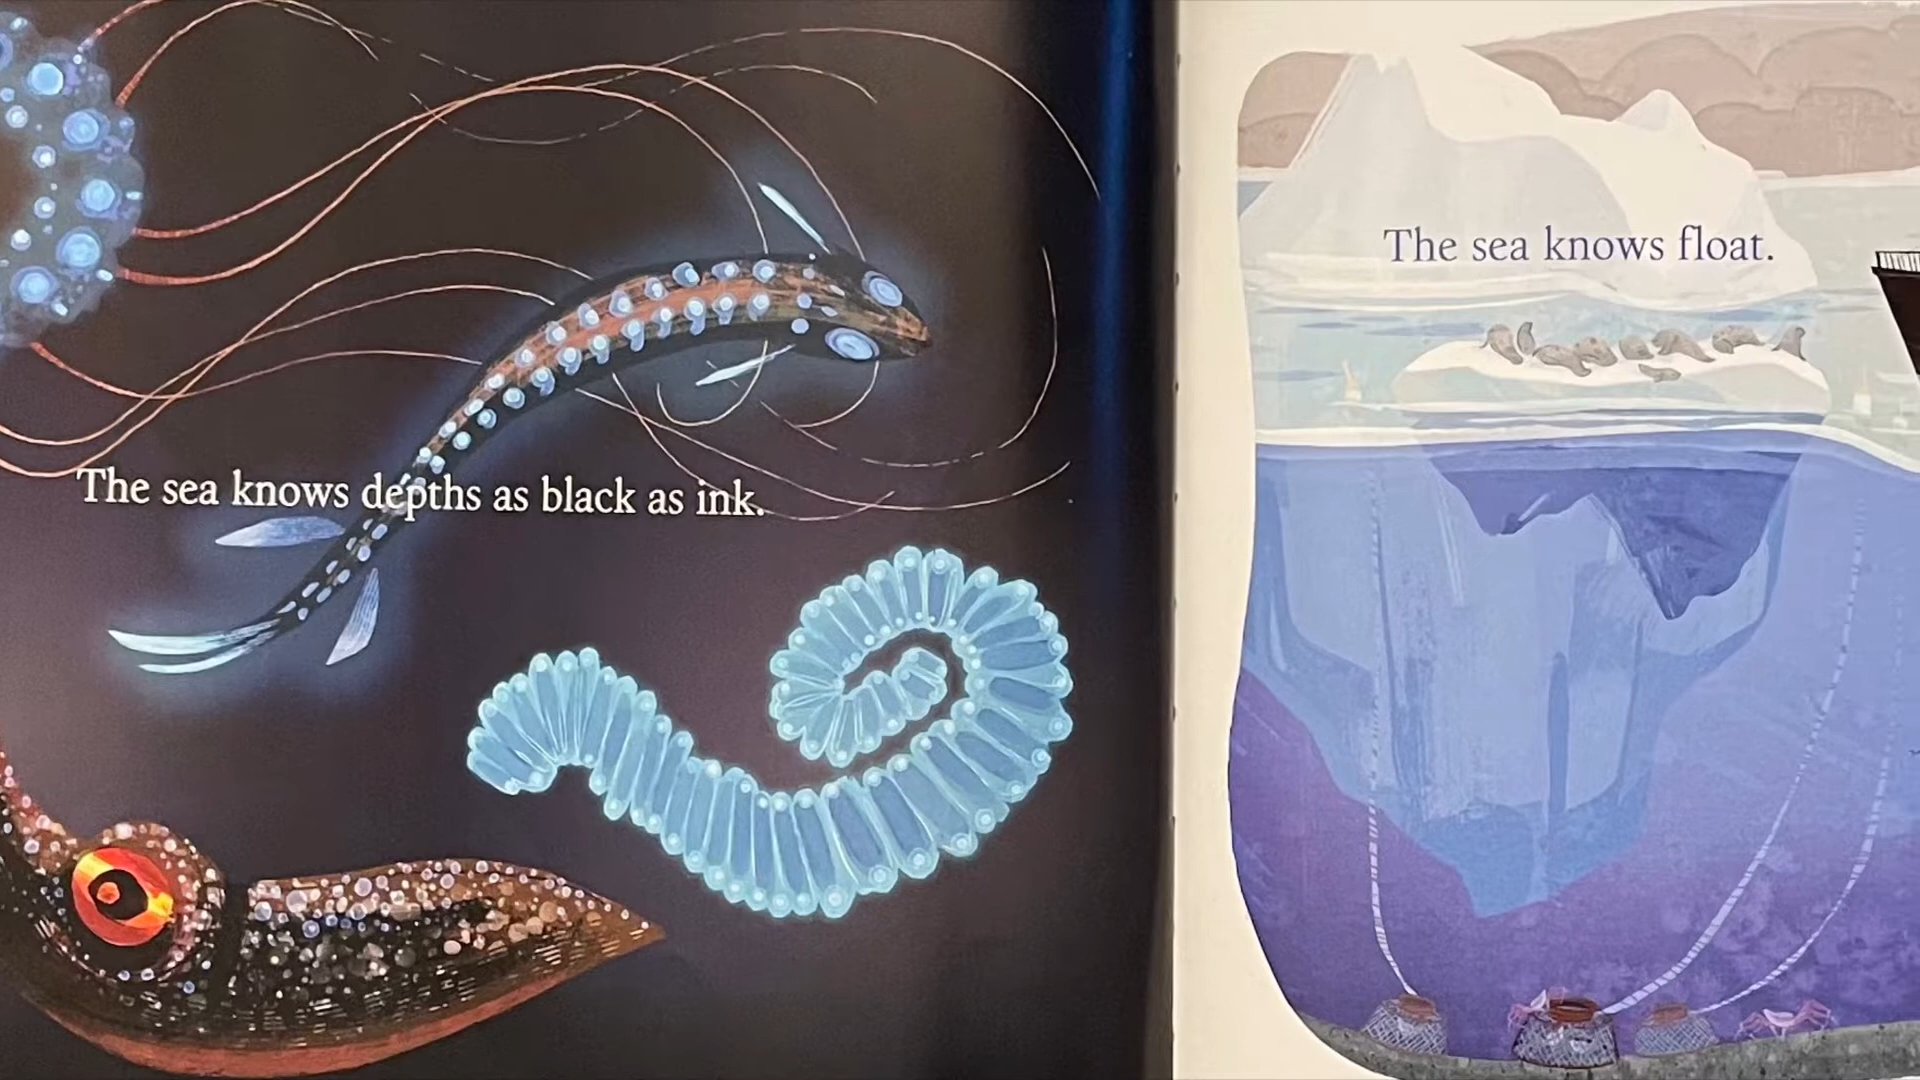 The sea knows depths as black as ink.
The sea knows float.